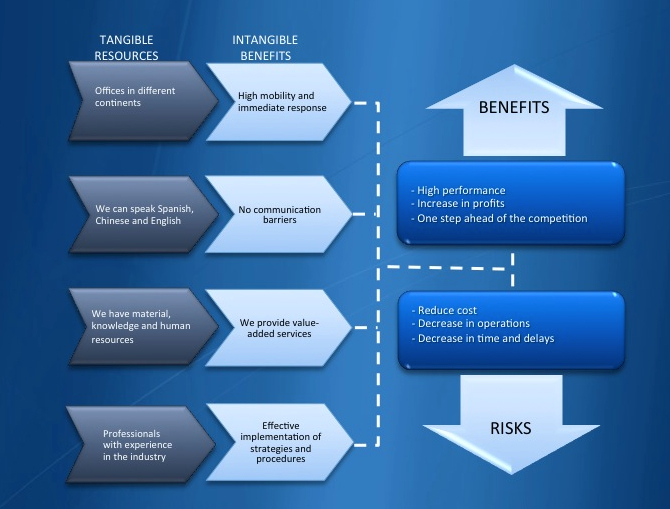 TANGIBLE
RESOURCES
INTANGIBLE
BENEFITS
Offices in different
continents
High mobility and
immediate response
We can speak Spanish,
Chinese and English
No communication
barriers
We have material,
knowledge and human
resources
We provide value-
added services
Professionals
with experience
in the industry
Effective
implementation of
strategies and
procedures
BENEFITS
- High performance
- Increase in profits
- One step ahead of the competition
- Reduce cost
- Decrease in operations
- Decrease in time and delays
RISKS